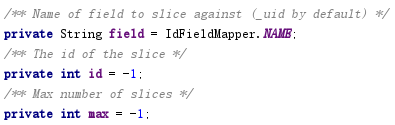 /** Name of field to slice against (_uid by default) */
private String field = IdFieldMapper.NAME;
/** The id of the slice */
private int id = -1;
/** Max number of slices */
private int max = -1;